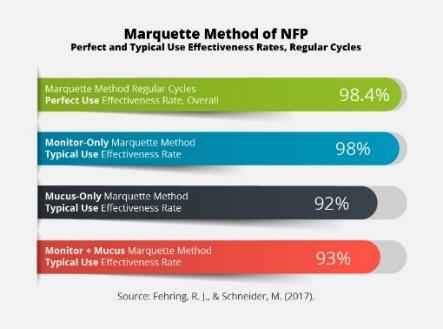 Marquette Method of NFP
Perfect and Typical Use Effectiveness Rates, Regular Cycles
Marquette Method Regular Cycles
Perfect Use Effectiveness Rate, Overall
98.4%
Monitor-Only Marquette Method
Typical Use Effectiveness Rate
98%
Mucus-Only Marquette Method
Typical Use Effectiveness Rate
92%
Monitor + Mucus Marquette Method
Typical Use Effectiveness Rate
93%
Source: Fehring, R. J., & Schneider, M. (2017).